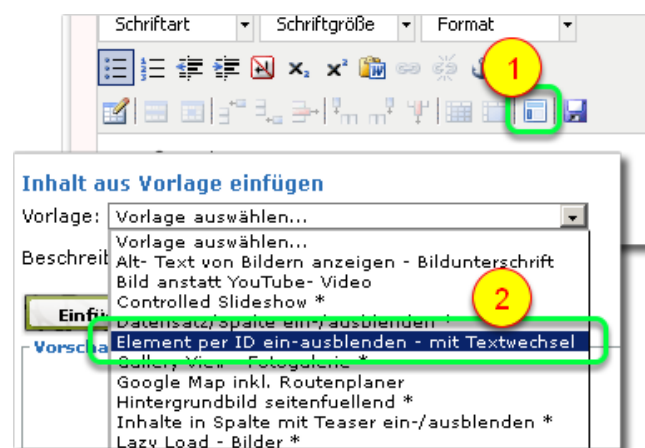 Schriftart Schriftgröße Format
1
Inhalt aus Vorlage einfügen
Vorlage: Vorlage auswählen...
Vorlage auswählen...
Beschreib
Alt- Text von Bildern anzeigen - Bildunterschrift
Bild anstatt YouTube- Video
Controlled Slideshow *
2
Einfü
Datensatz/Spalte ein-/ausblenden *
Element per ID ein-ausblenden - mit Textwechsel
Vorscha
Gallery View - Fotogalerie *
Google Map inkl. Routenplaner
Hintergrundbild seitenfuellend *
Inhalte in Spalte mit Teaser ein-/ausblenden *
Lazy Load - Bilder *